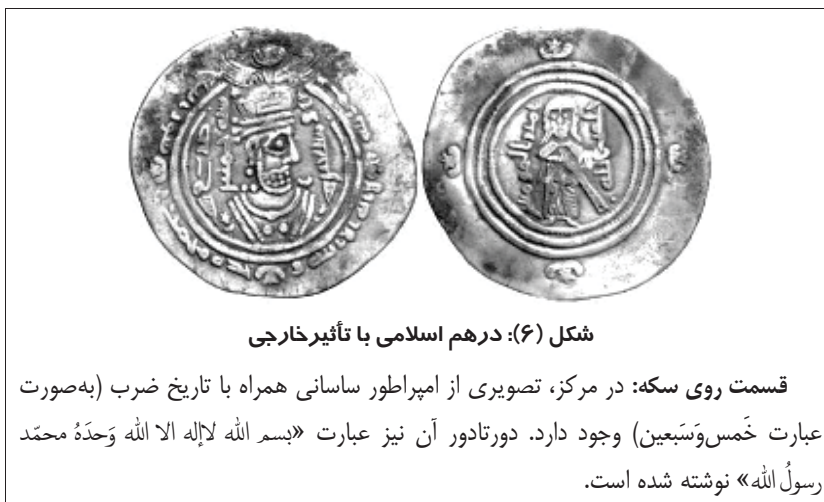 شکل (۶): درهم اسلامی با تأثیرخارجی
قسمت روی سکه: در مرکز، تصویری از امپراطور ساسانی همراه با تاریخ ضرب (به‌صورت
عبارت خَمس‌وَسَبعین) وجود دارد. دورتادور آن نیز عبارت «بسم الله لاإله الا الله وَحدَهُ محمّد
رسولُ الله» نوشته شده است.